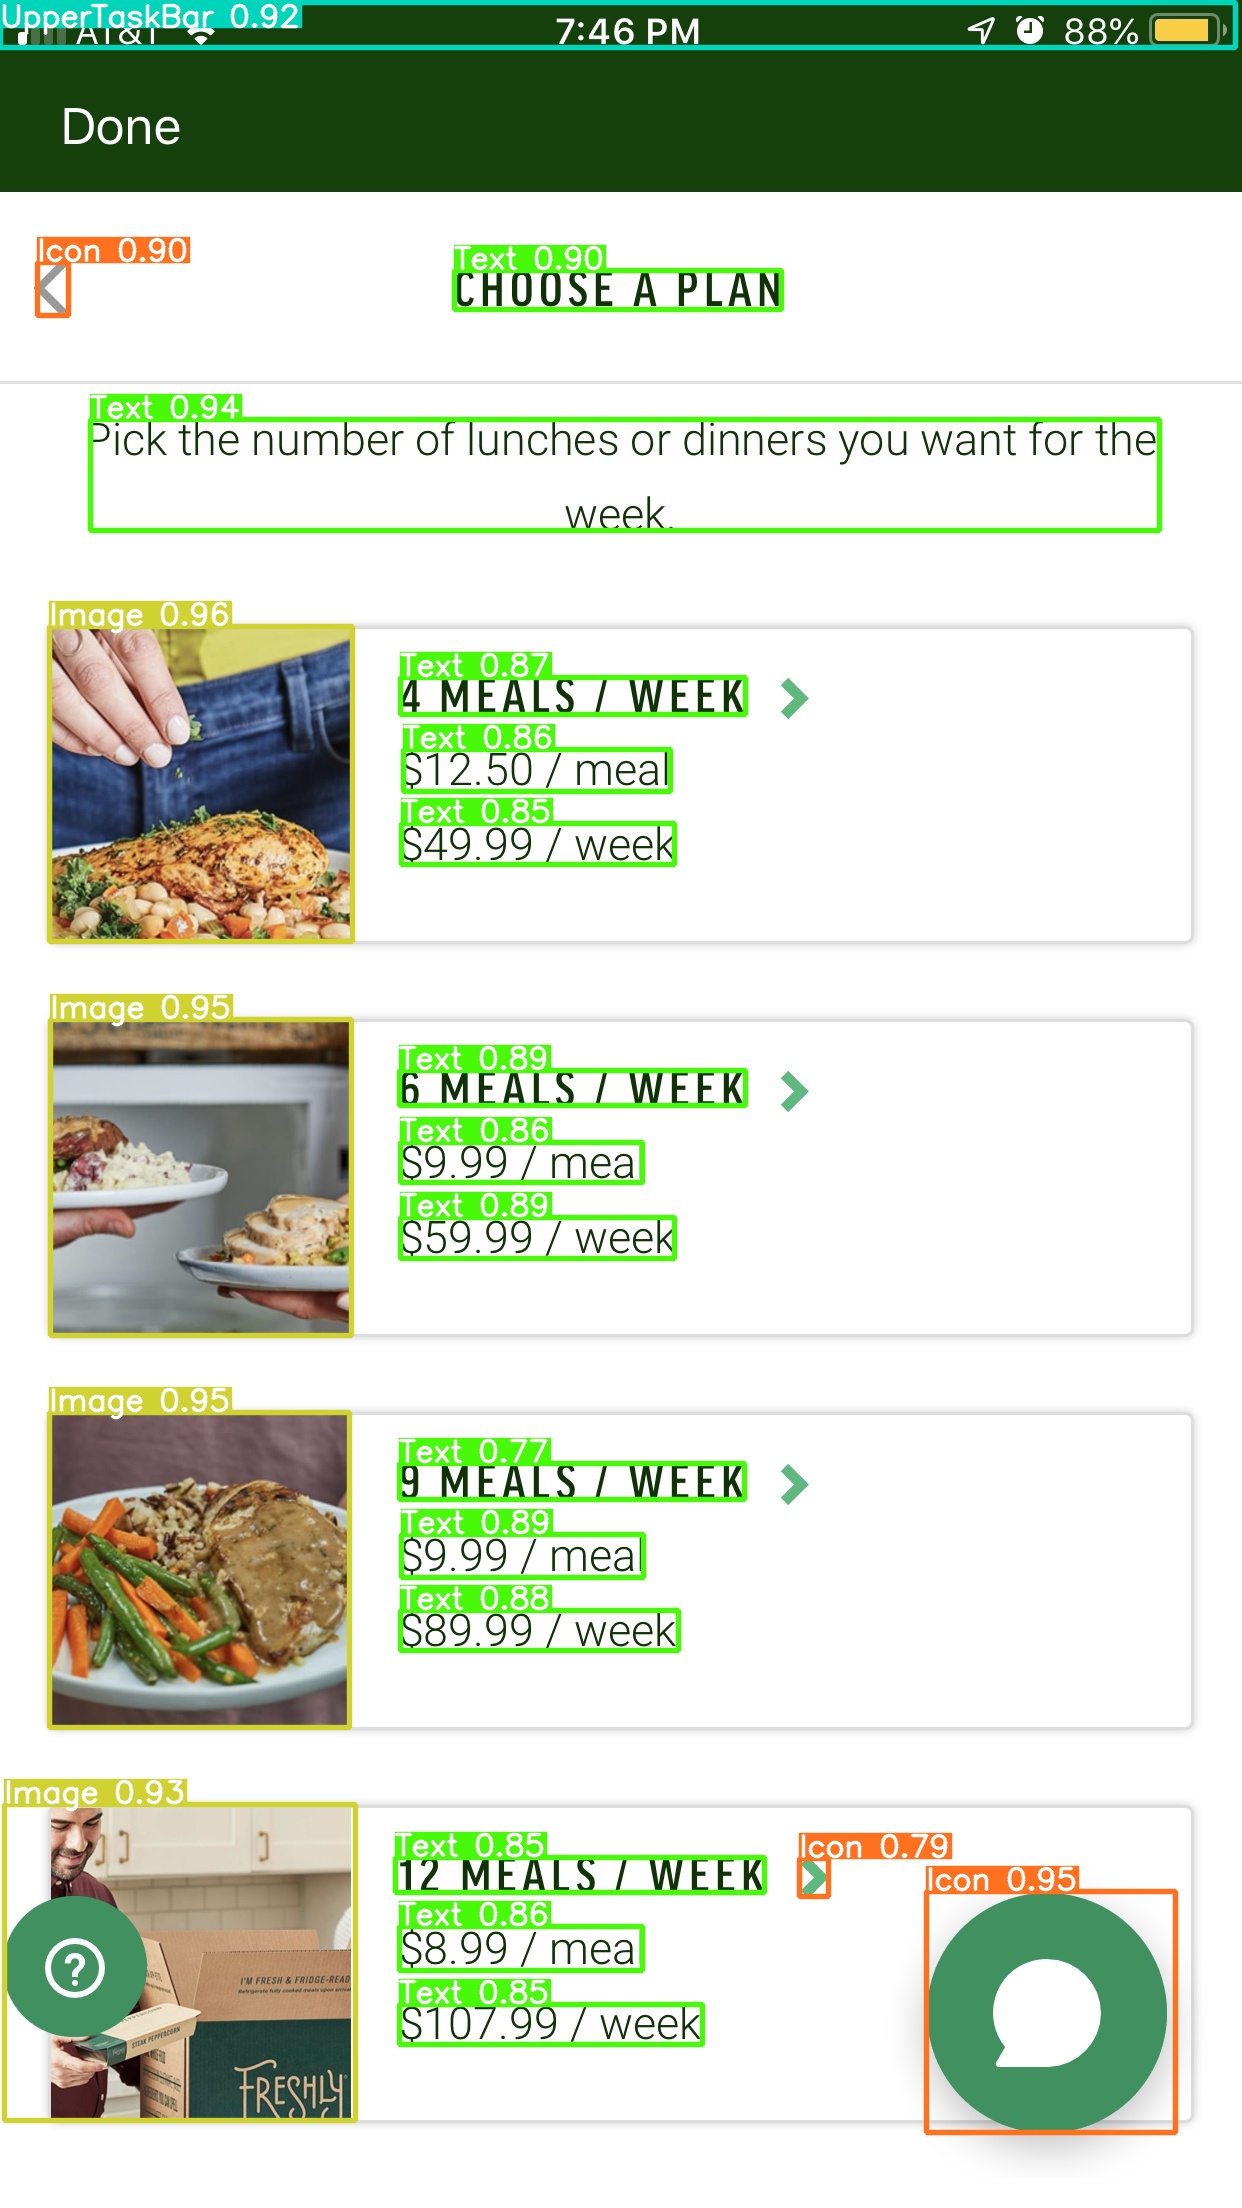 UpperTaskBar 0.92
AT&T 7:46 PM 88%
Done
Icon 0.90
Text 0.90
CHOOSE A PLAN
Text 0.94
Pick the number of lunches or dinners you want for the
week.
Image 0.96
Text 0.87
4 MEALS / WEEK
Text 0.86
$12.50 / meal
Text 0.85
$49.99 / week
Image 0.95
Text 0.89
6 MEALS / WEEK
Text 0.86
$9.99 / meal
Text 0.89
$59.99 / week
Image 0.95
Text 0.77
9 MEALS / WEEK
Text 0.89
$9.99 / meal
Text 0.88
$89.99 / week
Image 0.93
Text 0.85
Icon 0.79
12 MEALS / WEEK
Icon 0.95
Text 0.86
$8.99 / meal
Text 0.85
$107.99 / week
?
I'M FRESH & FRIDGE-READ
STEAK PEPPERCORN
FRESHLY